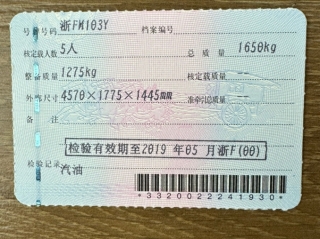 号牌号码 浙FM103Y 档案编号
核定载人数 5人 总质量 1650kg
整备质量 1275kg 核定载质量 --
外廓尺寸 4570×1775×1445mm 准牵引总质量 --
备注
检验有效期至2019 年05 月浙F(00)
检验记录 汽油
*3320022241930*